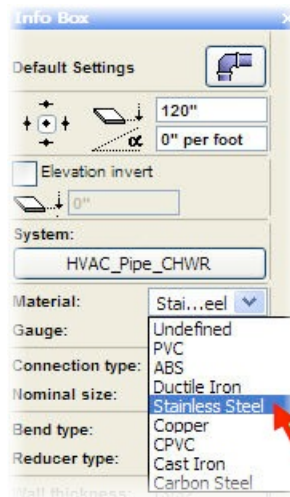 Info Box
Default Settings
120"
α 0" per foot
Elevation invert
0"
System:
HVAC_Pipe_CHWR
Material: Stai...eel
Gauge:
Undefined
PVC
ABS
Connection type:
Ductile Iron
Nominal size:
Stainless Steel
Copper
Bend type:
CPVC
Reducer type:
Cast Iron
Carbon Steel
Wall thickness: